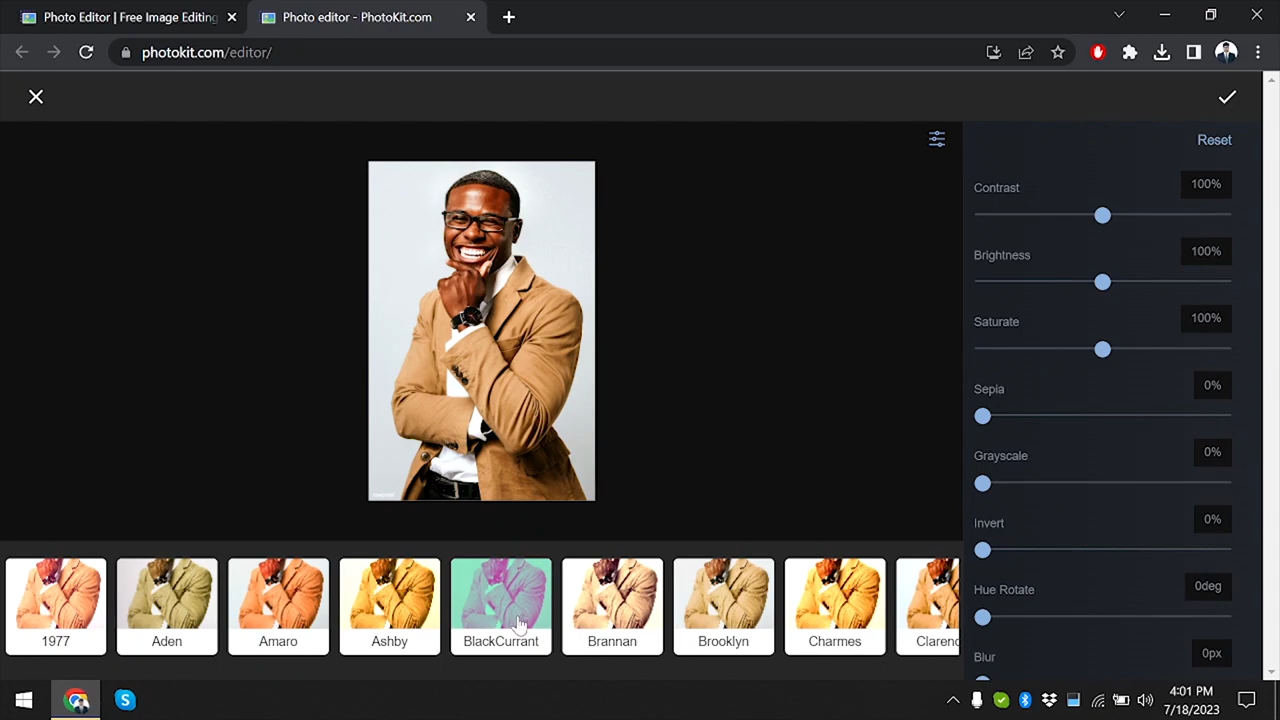 Photo Editor | Free Image Editing
Photo editor - PhotoKit.com
photokit.com/editor/
Reset
Contrast
100%
Brightness
100%
Saturate
100%
Sepia
0%
Grayscale
0%
Invert
0%
Hue Rotate
0deg
Blur
0px
1977
Aden
Amaro
Ashby
BlackCurrant
Brannan
Brooklyn
Charmes
Clarend
4:01 PM
7/18/2023